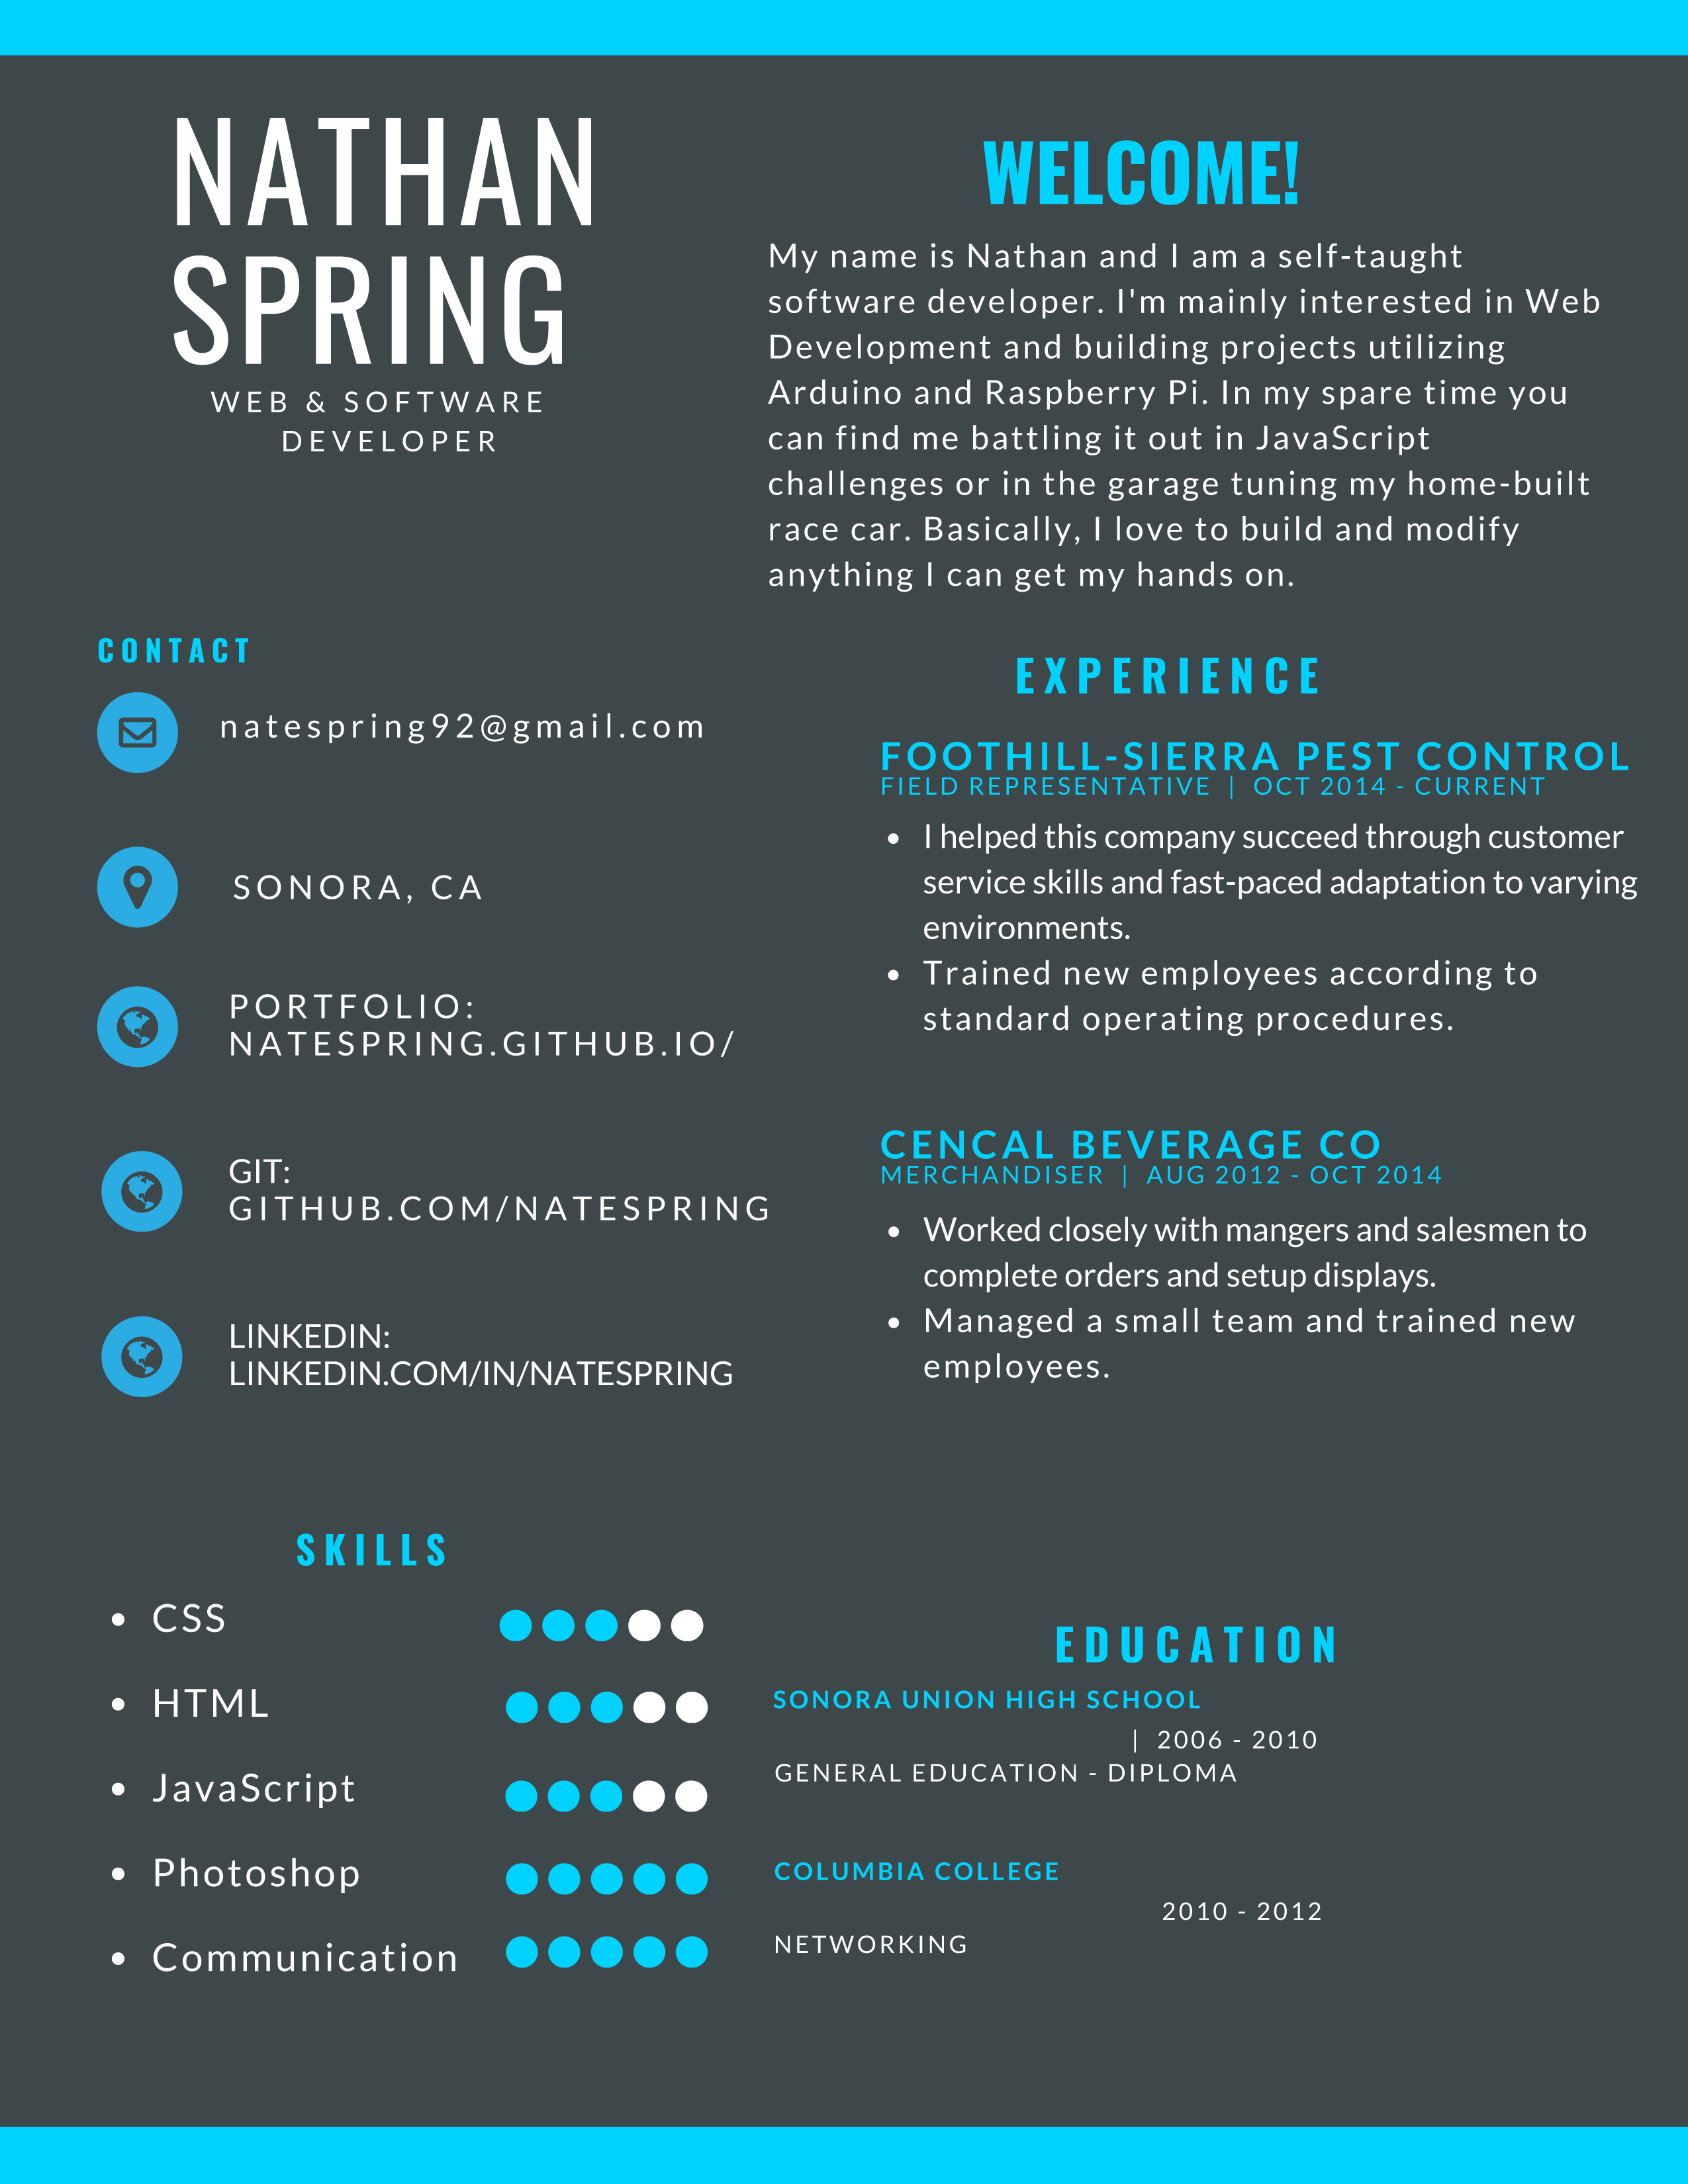 NATHAN
SPRING
WEB & SOFTWARE
DEVELOPER
WELCOME!
My name is Nathan and I am a self-taught
software developer. I'm mainly interested in Web
Development and building projects utilizing
Arduino and Raspberry Pi. In my spare time you
can find me battling it out in JavaScript
challenges or in the garage tuning my home-built
race car. Basically, I love to build and modify
anything I can get my hands on.
CONTACT
natespring92@gmail.com
SONORA, CA
PORTFOLIO:
NATESPRING.GITHUB.IO/
GIT:
GITHUB.COM/NATESPRING
LINKEDIN:
LINKEDIN.COM/IN/NATESPRING
EXPERIENCE
FOOTHILL-SIERRA PEST CONTROL
FIELD REPRESENTATIVE | OCT 2014 - CURRENT
• I helped this company succeed through customer
service skills and fast-paced adaptation to varying
environments.
• Trained new employees according to
standard operating procedures.
CENCAL BEVERAGE CO
MERCHANDISER | AUG 2012 - OCT 2014
• Worked closely with mangers and salesmen to
complete orders and setup displays.
• Managed a small team and trained new
employees.
SKILLS
• CSS
• HTML
• JavaScript
• Photoshop
• Communication
EDUCATION
SONORA UNION HIGH SCHOOL
| 2006 - 2010
GENERAL EDUCATION - DIPLOMA
COLUMBIA COLLEGE
2010 - 2012
NETWORKING